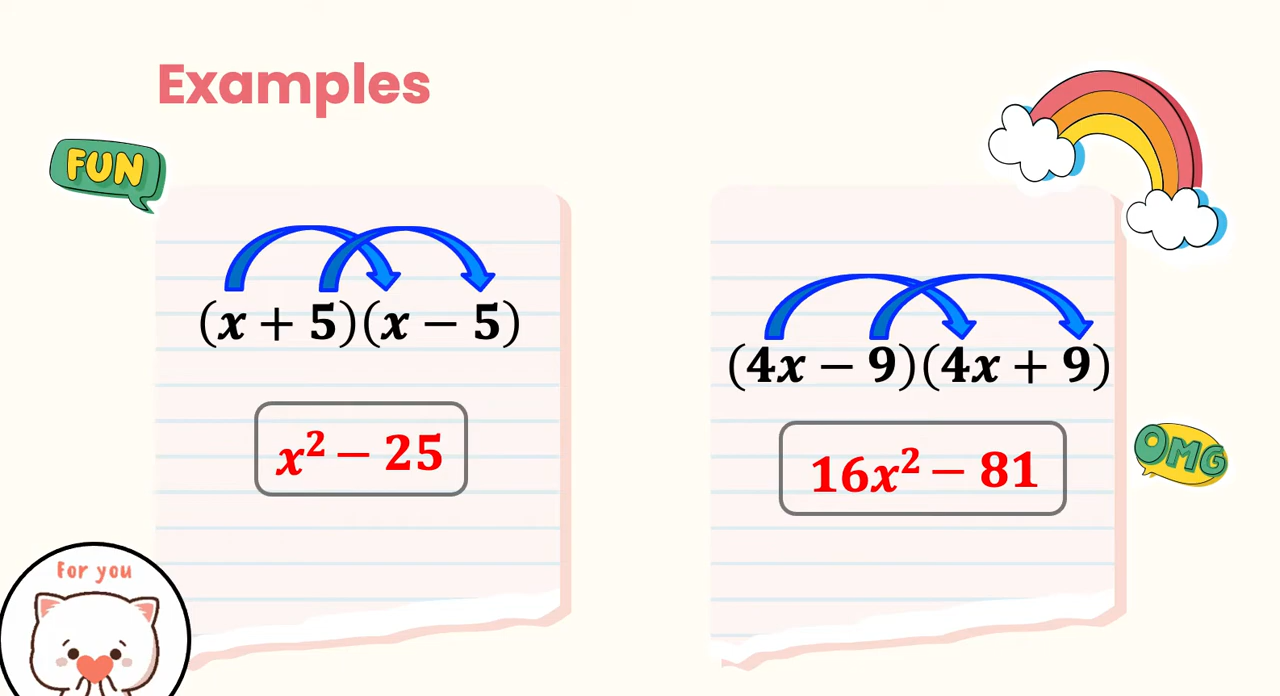 Examples
FUN
(x + 5)(x − 5)
x² − 25
(4x − 9)(4x + 9)
16x² − 81
OMG
For you